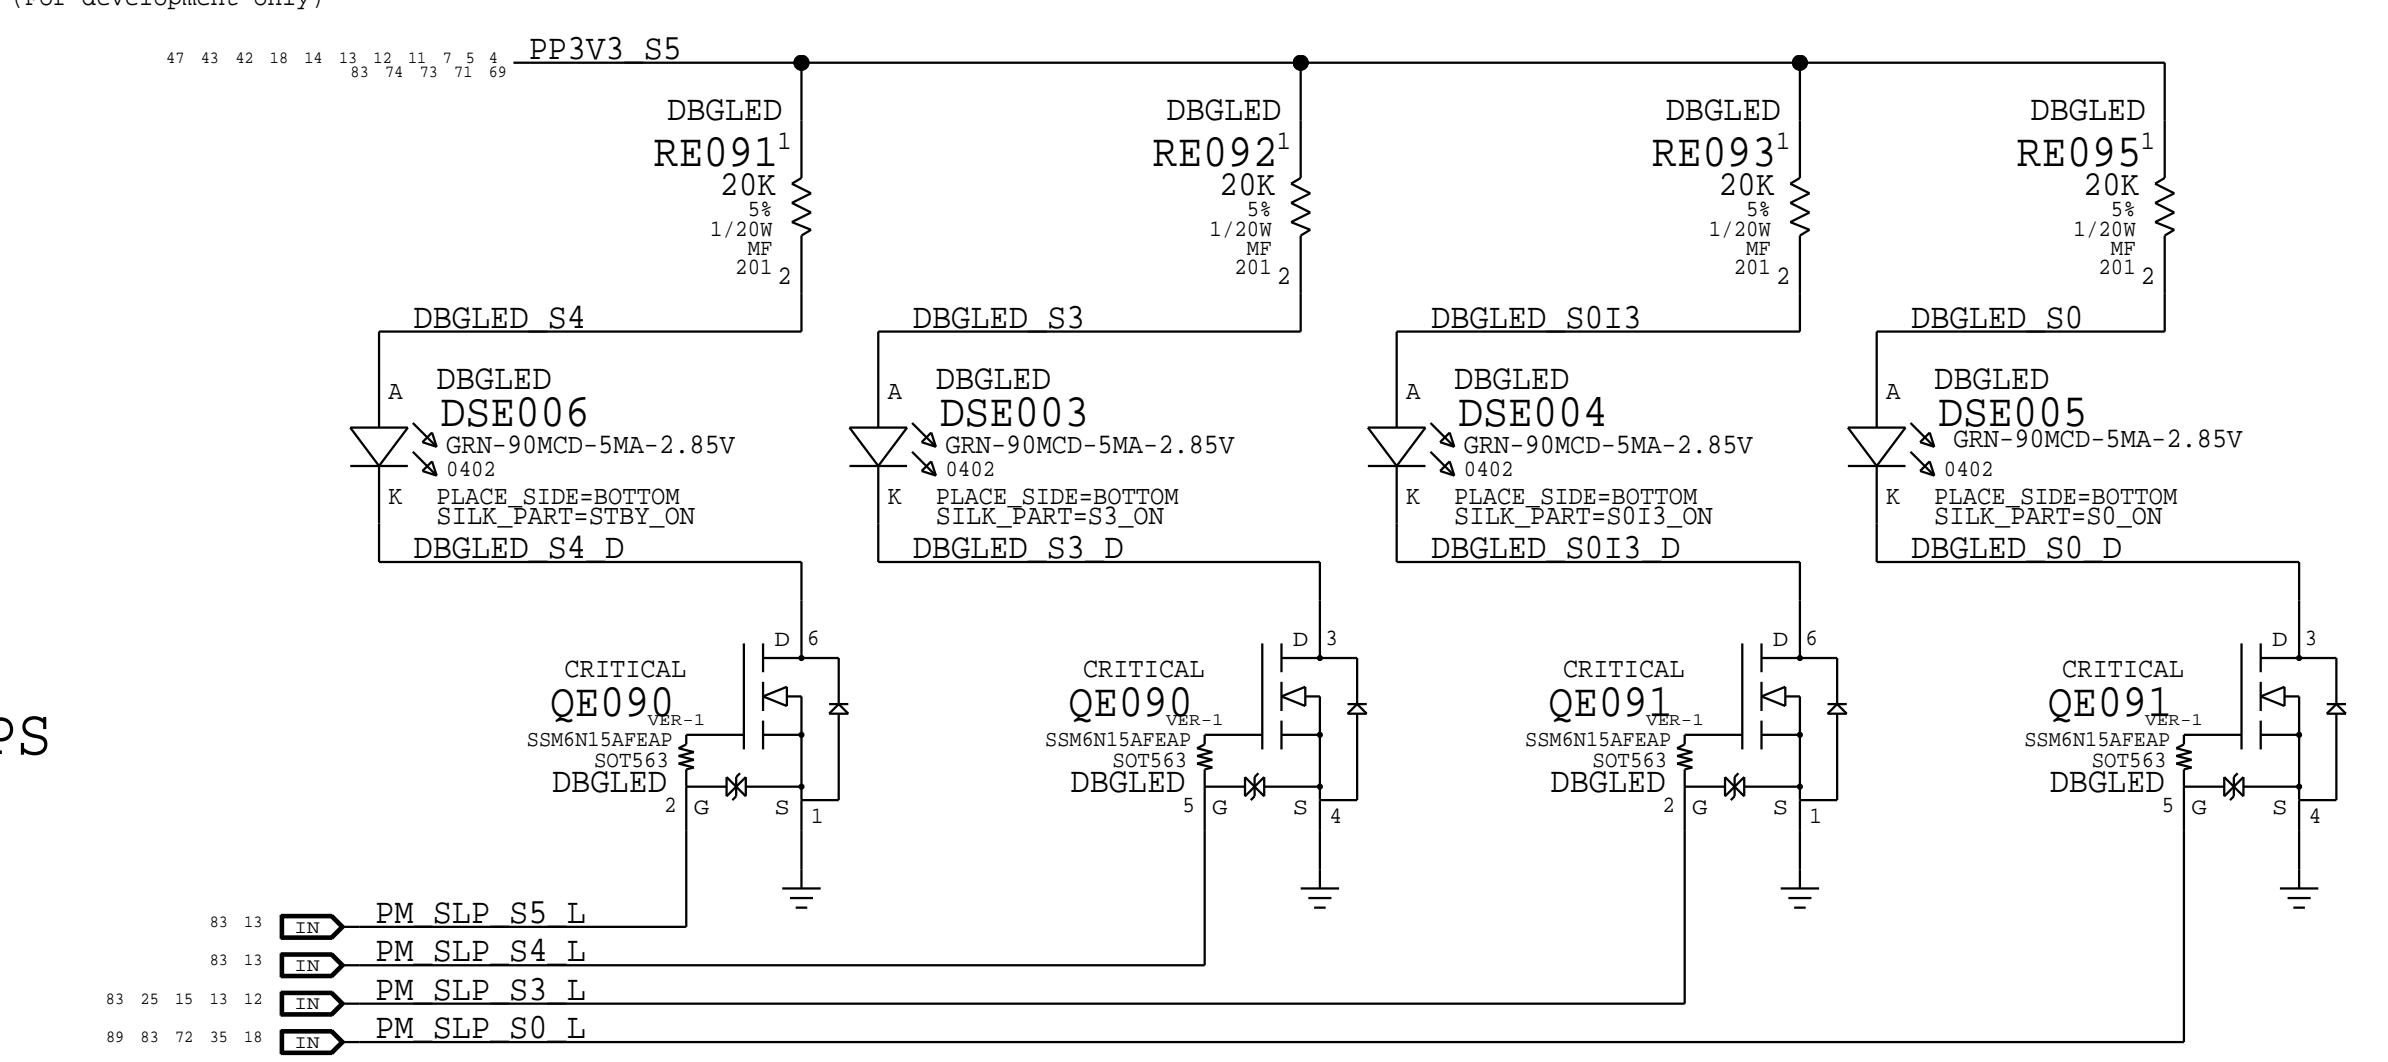 (For development only)
PP3V3_S5
47 43 42 18 14 13 12 11 7 5 4
83 74 73 71 69
DBGLED DBGLED DBGLED DBGLED
RE091 1 RE092 1 RE093 1 RE095 1
20K 20K 20K 20K
5% 5% 5% 5%
1/20W 1/20W 1/20W 1/20W
MF MF MF MF
201 2 201 2 201 2 201 2
DBGLED_S4 DBGLED_S3 DBGLED_S0I3 DBGLED_S0
DBGLED DBGLED DBGLED DBGLED
A A A A
DSE006 DSE003 DSE004 DSE005
GRN-90MCD-5MA-2.85V GRN-90MCD-5MA-2.85V GRN-90MCD-5MA-2.85V GRN-90MCD-5MA-2.85V
0402 0402 0402 0402
K PLACE_SIDE=BOTTOM K PLACE_SIDE=BOTTOM K PLACE_SIDE=BOTTOM K PLACE_SIDE=BOTTOM
SILK_PART=STBY_ON SILK_PART=S3_ON SILK_PART=S0I3_ON SILK_PART=S0_ON
DBGLED_S4_D DBGLED_S3_D DBGLED_S0I3_D DBGLED_S0_D
D 6 D 3 D 6 D 3
CRITICAL CRITICAL CRITICAL CRITICAL
QE090 QE090 QE091 QE091
VER-1 VER-1 VER-1 VER-1
PS
SSM6N15AFEAP SSM6N15AFEAP SSM6N15AFEAP SSM6N15AFEAP
SOT563 SOT563 SOT563 SOT563
DBGLED DBGLED DBGLED DBGLED
2 G S 1 5 G S 4 2 G S 1 5 G S 4
83 13 IN PM_SLP_S5_L
83 13 IN PM_SLP_S4_L
83 25 15 13 12 IN PM_SLP_S3_L
89 83 72 35 18 IN PM_SLP_S0_L